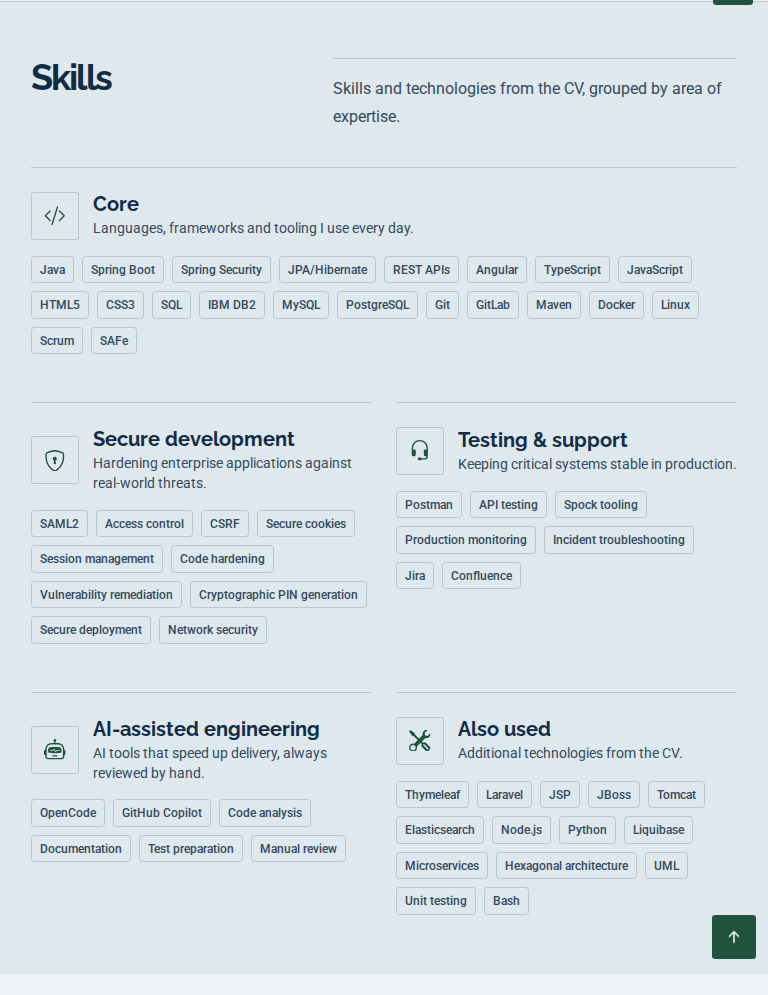 Skills
Skills and technologies from the CV, grouped by area of
expertise.
Core
Languages, frameworks and tooling I use every day.
Java Spring Boot Spring Security JPA/Hibernate REST APIs Angular TypeScript JavaScript
HTML5 CSS3 SQL IBM DB2 MySQL PostgreSQL Git GitLab Maven Docker Linux
Scrum SAFe
Secure development
Hardening enterprise applications against
real-world threats.
SAML2 Access control CSRF Secure cookies
Session management Code hardening
Vulnerability remediation Cryptographic PIN generation
Secure deployment Network security
Testing & support
Keeping critical systems stable in production.
Postman API testing Spock tooling
Production monitoring Incident troubleshooting
Jira Confluence
AI-assisted engineering
AI tools that speed up delivery, always
reviewed by hand.
OpenCode GitHub Copilot Code analysis
Documentation Test preparation Manual review
Also used
Additional technologies from the CV.
Thymeleaf Laravel JSP JBoss Tomcat
Elasticsearch Node.js Python Liquibase
Microservices Hexagonal architecture UML
Unit testing Bash